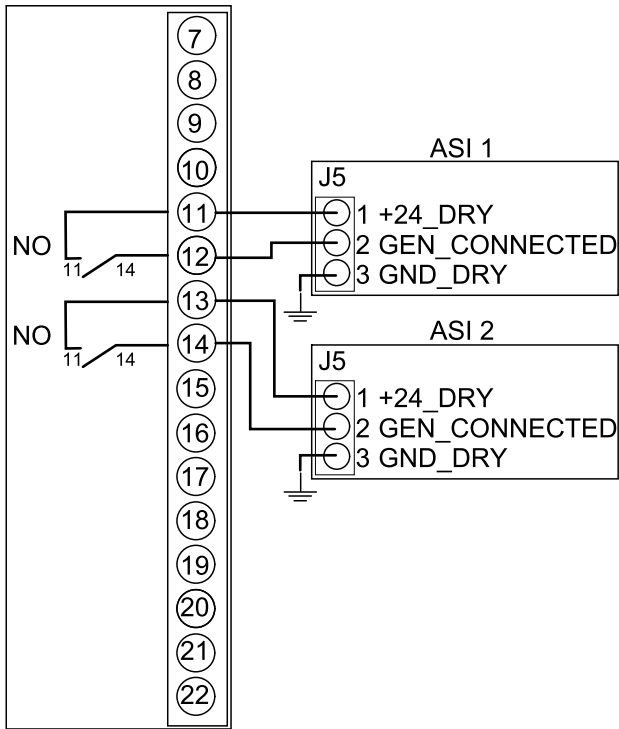 7
8
9
10
11
12
13
14
15
16
17
18
19
20
21
22
NO
11 14
NO
11 14
ASI 1
J5
1 +24_DRY
2 GEN_CONNECTED
3 GND_DRY
ASI 2
J5
1 +24_DRY
2 GEN_CONNECTED
3 GND_DRY